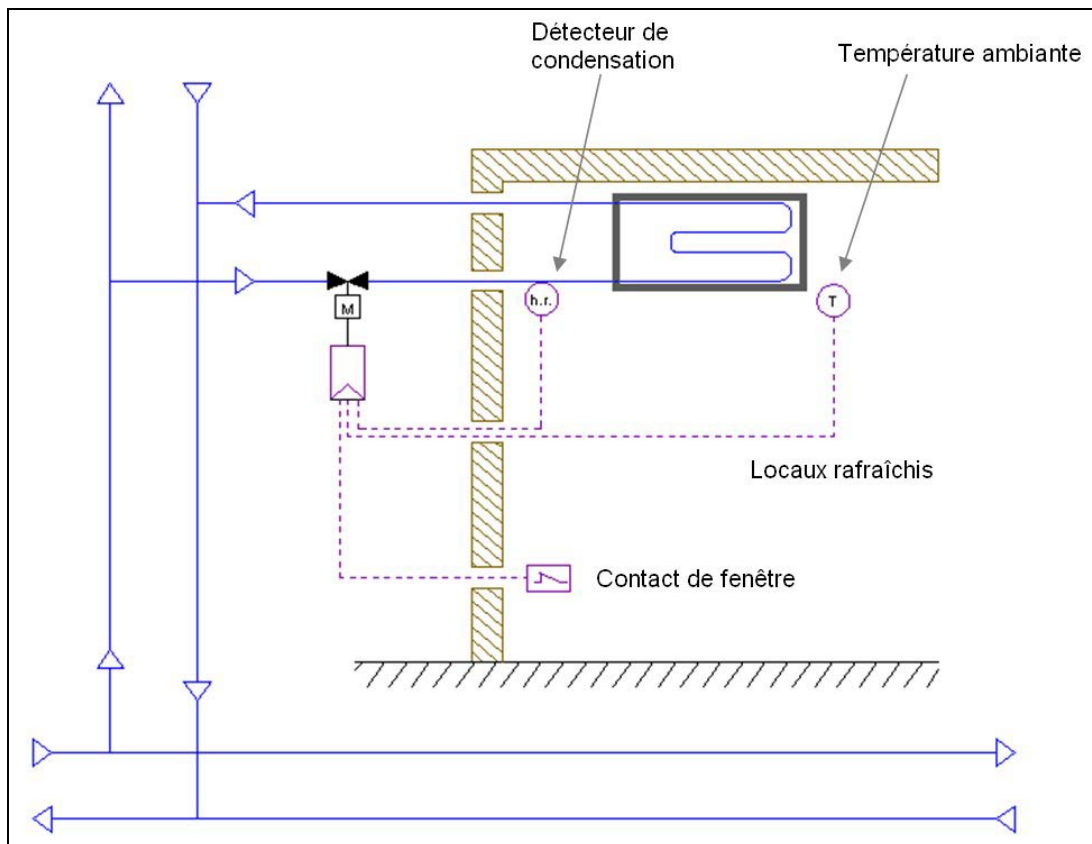 Détecteur de
condensation
Température ambiante
h.r.
T
M
Locaux rafraîchis
Contact de fenêtre